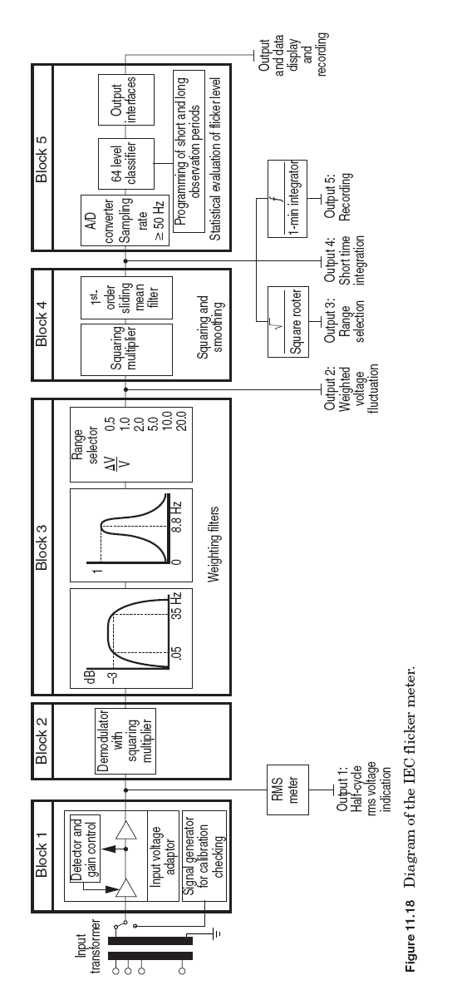 Input
transformer
Block 1
Detector and
gain control
Input voltage
adaptor
Signal generator
for calibration
checking
RMS
meter
Output 1:
Half-cycle
rms voltage
indication
Block 2
Demodulator
with
squaring
multiplier
Block 3
dB
–3
.05
35 Hz
1
0
8.8 Hz
Range
selector
ΔV
V
0.5
1.0
2.0
5.0
10.0
20.0
Weighting filters
Output 2:
Weighted
voltage
fluctuation
Block 4
Squaring
multiplier
1st-
order
sliding
mean
filter
Squaring and
smoothing
√
Square rooter
Output 3:
Range
selection
Output 4:
Short time
integration
∫
1-min integrator
Output 5:
Recording
Block 5
A/D
converter
Sampling
rate
≥ 50 Hz
64 level
classifier
Output
interfaces
Programming of short and long
observation periods
Statistical evaluation of flicker level
Output
and data
display
and
recording
Figure 11.18 Diagram of the IEC flicker meter.